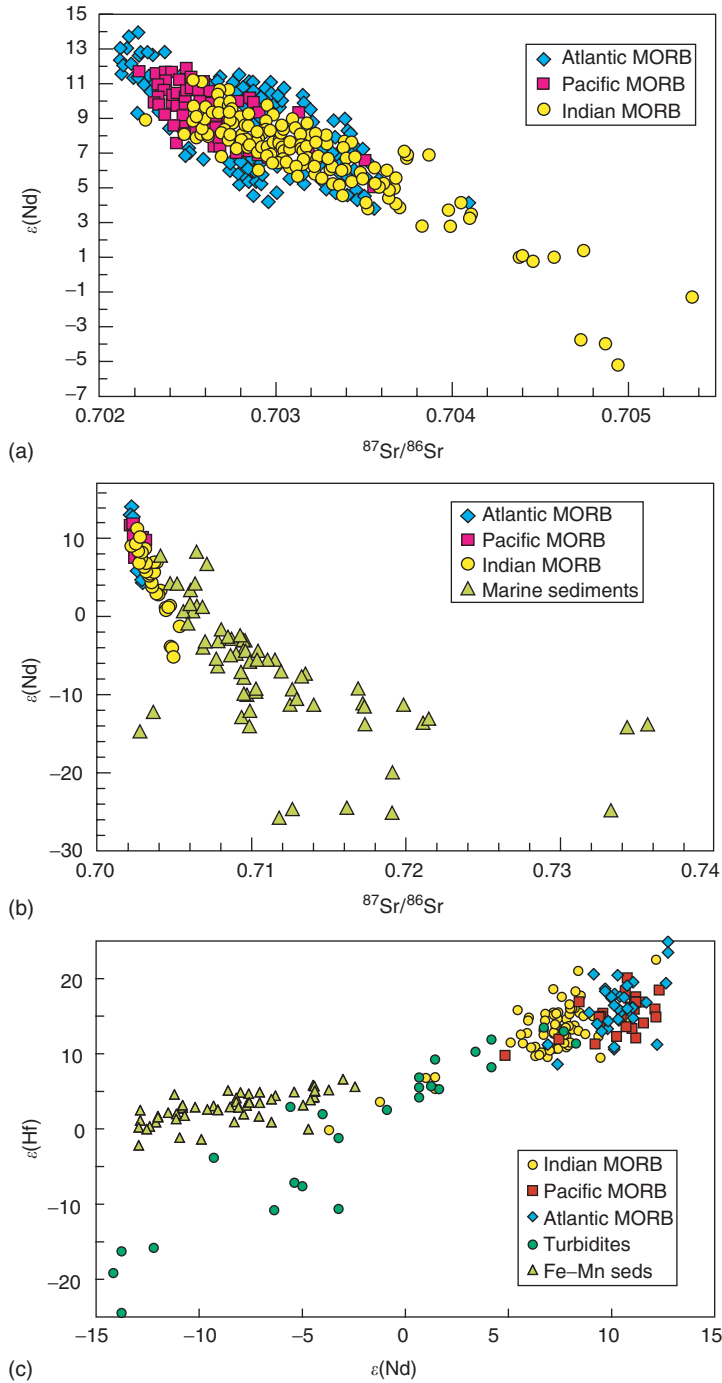 15
13
11
9
7
5
3
1
−1
−3
−5
−7
ε(Nd)
Atlantic MORB
Pacific MORB
Indian MORB
0.702 0.703 0.704 0.705
(a)
⁸⁷Sr/⁸⁶Sr
10
0
−10
−20
−30
ε(Nd)
Atlantic MORB
Pacific MORB
Indian MORB
Marine sediments
0.70 0.71 0.72 0.73 0.74
(b)
⁸⁷Sr/⁸⁶Sr
20
10
0
−10
−20
ε(Hf)
Indian MORB
Pacific MORB
Atlantic MORB
Turbidites
Fe–Mn seds
−15 −10 −5 0 5 10 15
(c)
ε(Nd)